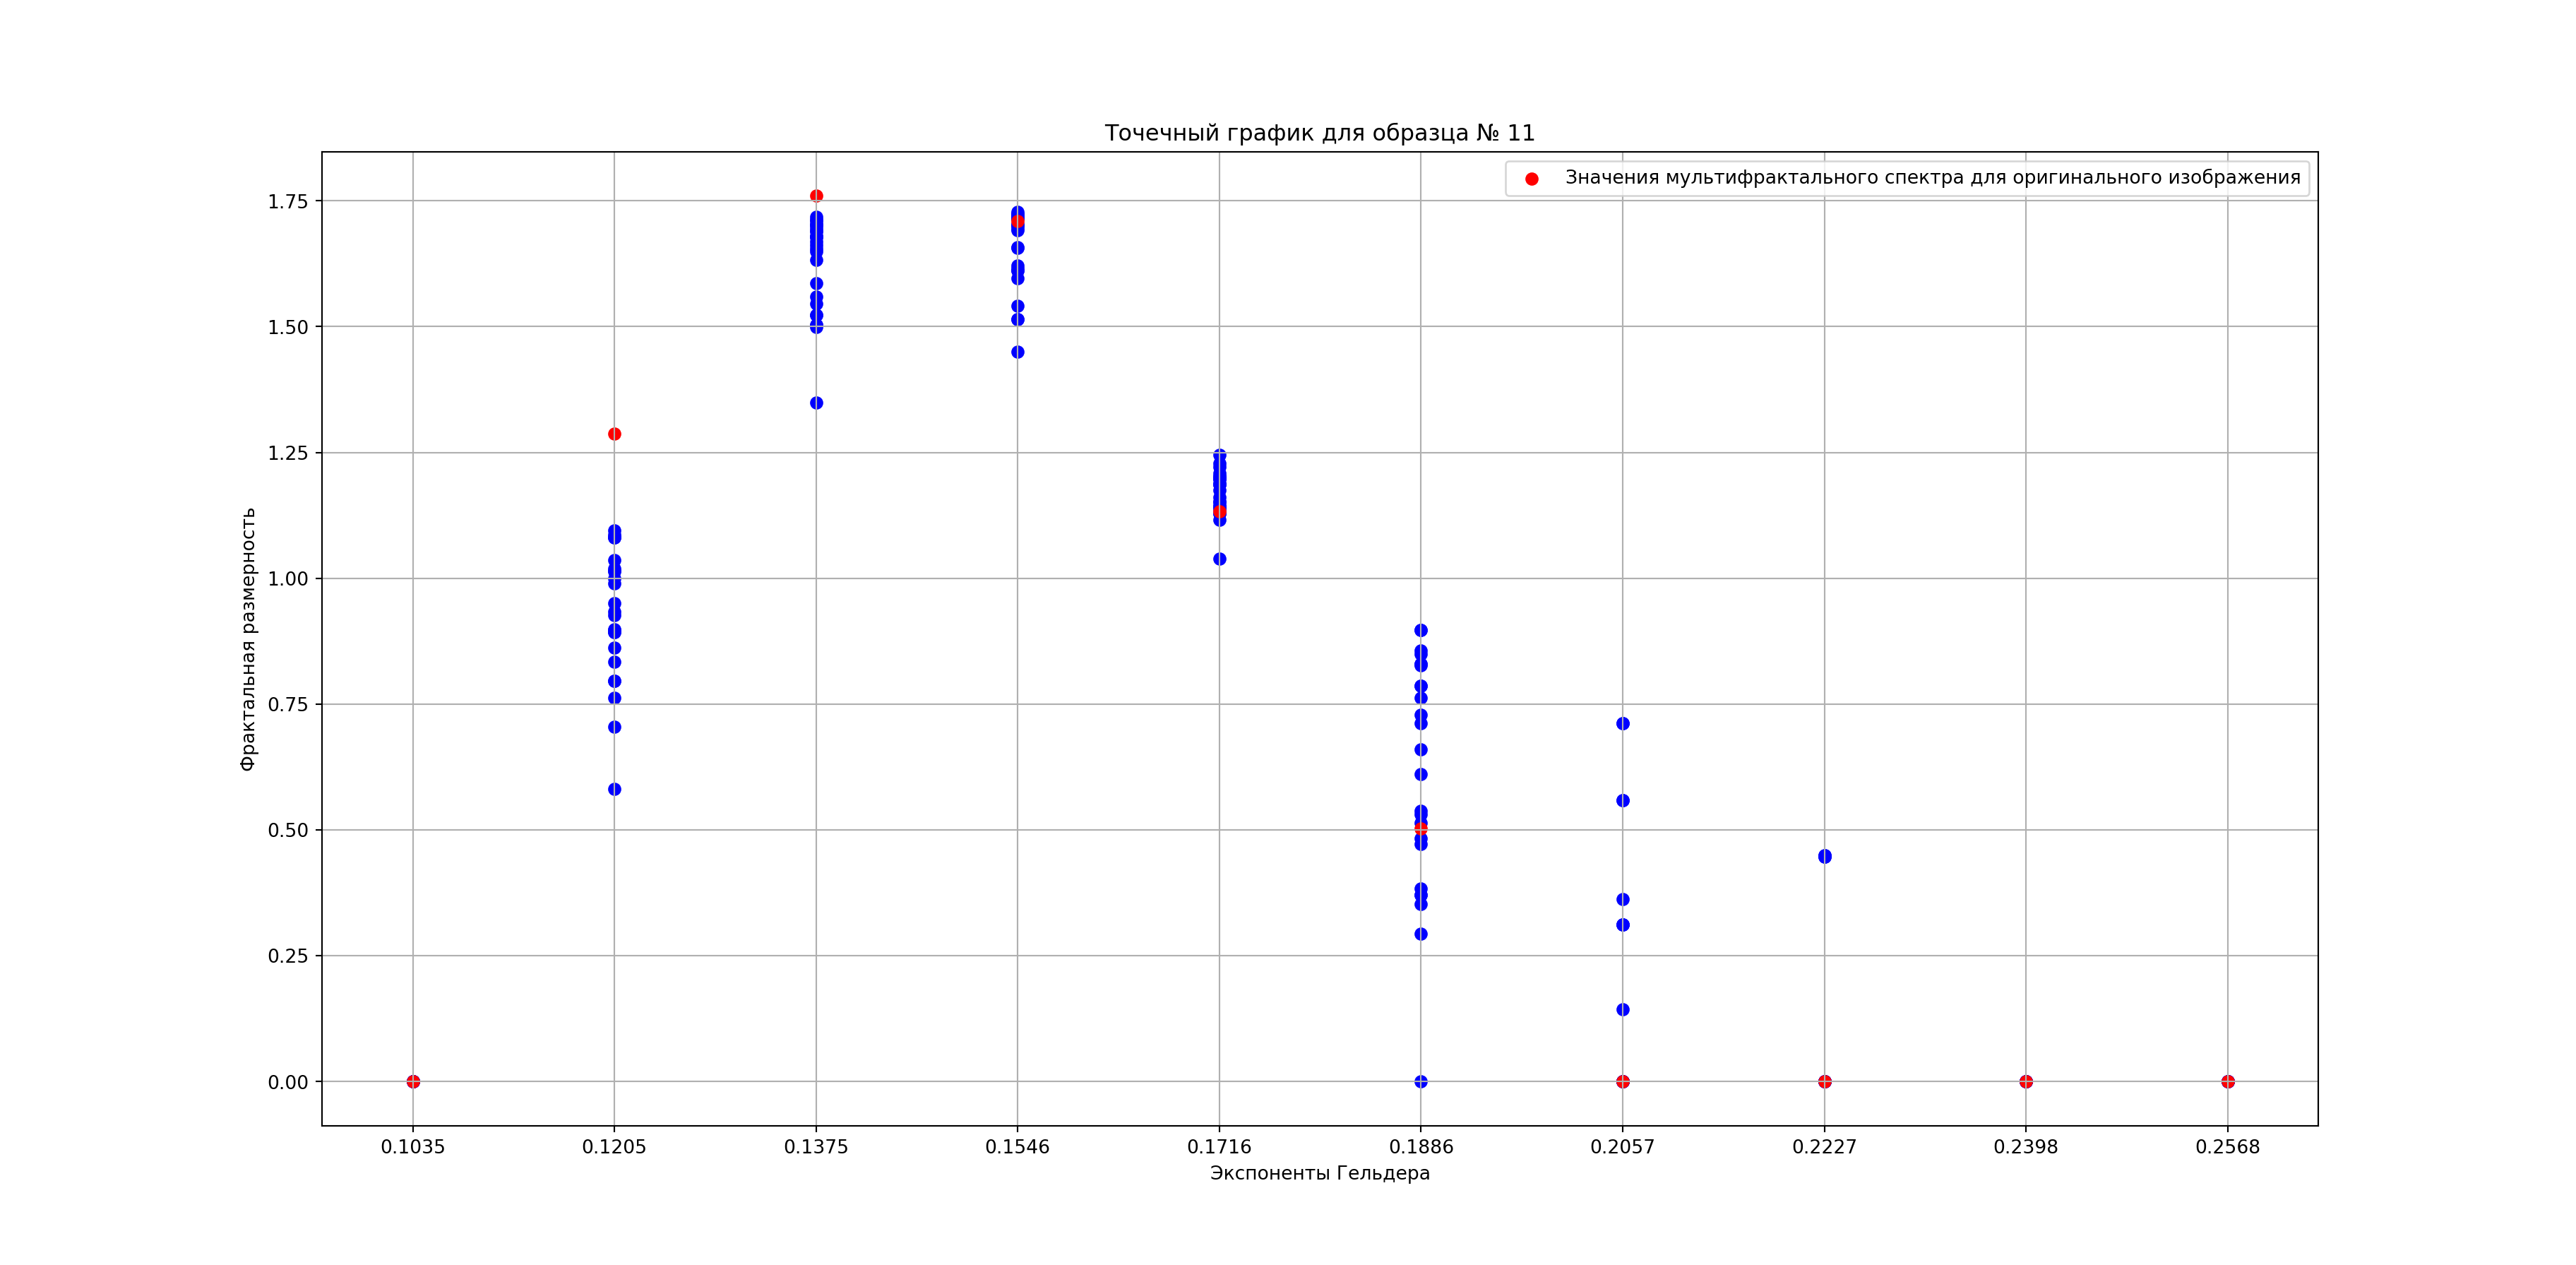 Точечный график для образца № 11
Значения мультифрактального спектра для оригинального изображения
Фрактальная размерность
1.75
1.50
1.25
1.00
0.75
0.50
0.25
0.00
0.1035 0.1205 0.1375 0.1546 0.1716 0.1886 0.2057 0.2227 0.2398 0.2568
Экспоненты Гельдера